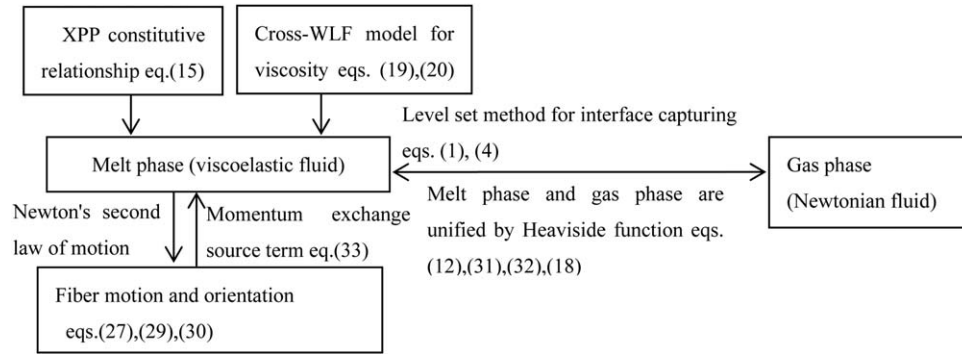 XPP constitutive
relationship eq.(15)
Cross-WLF model for
viscosity eqs. (19),(20)
Level set method for interface capturing
eqs. (1), (4)
Melt phase (viscoelastic fluid)
Gas phase
(Newtonian fluid)
Melt phase and gas phase are
unified by Heaviside function eqs.
(12),(31),(32),(18)
Newton's second
law of motion
Momentum exchange
source term eq.(33)
Fiber motion and orientation
eqs.(27),(29),(30)